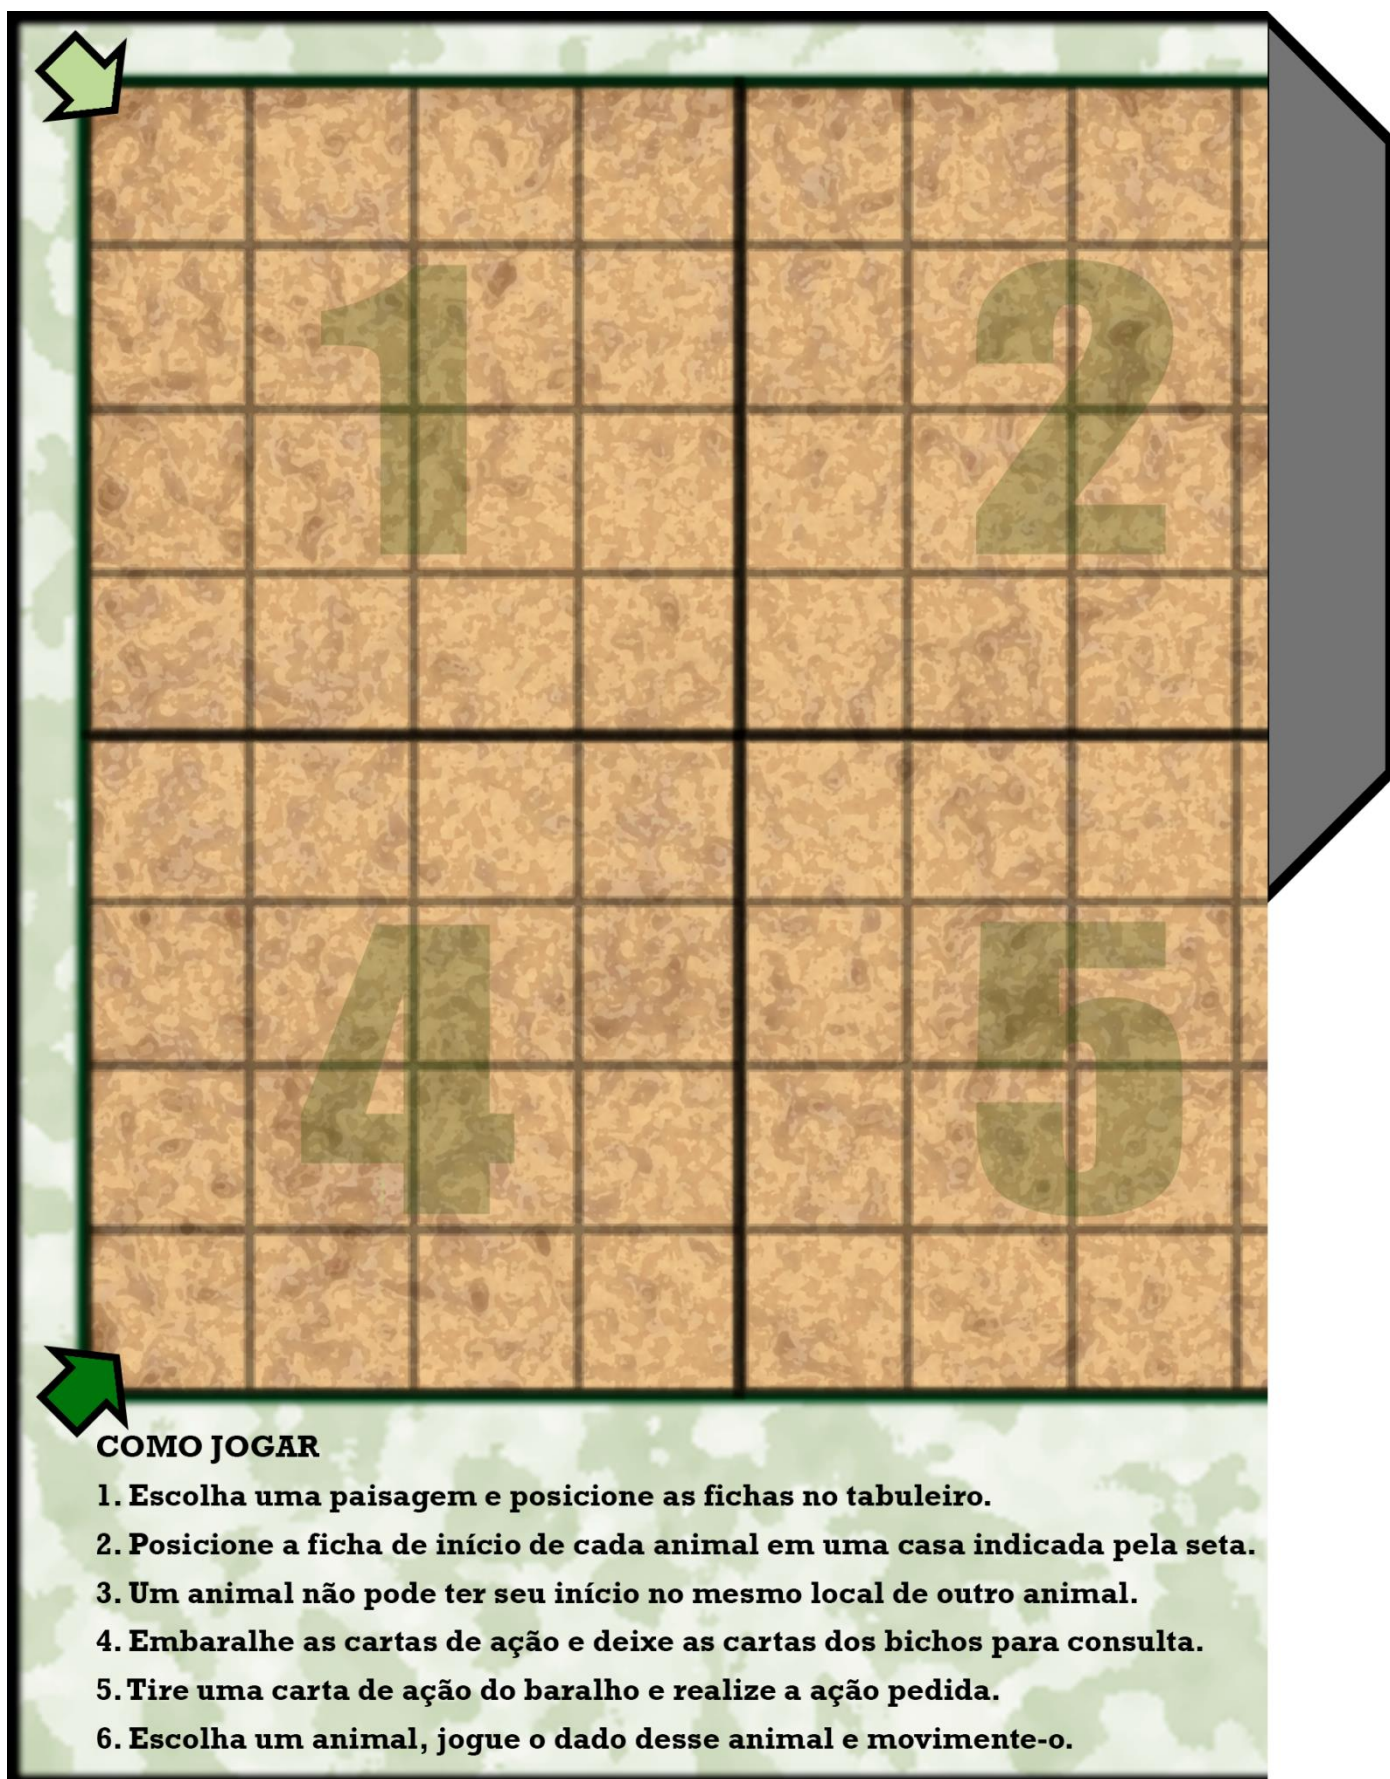 1 2
4 5
COMO JOGAR
1. Escolha uma paisagem e posicione as fichas no tabuleiro.
2. Posicione a ficha de início de cada animal em uma casa indicada pela seta.
3. Um animal não pode ter seu início no mesmo local de outro animal.
4. Embaralhe as cartas de ação e deixe as cartas dos bichos para consulta.
5. Tire uma carta de ação do baralho e realize a ação pedida.
6. Escolha um animal, jogue o dado desse animal e movimente-o.